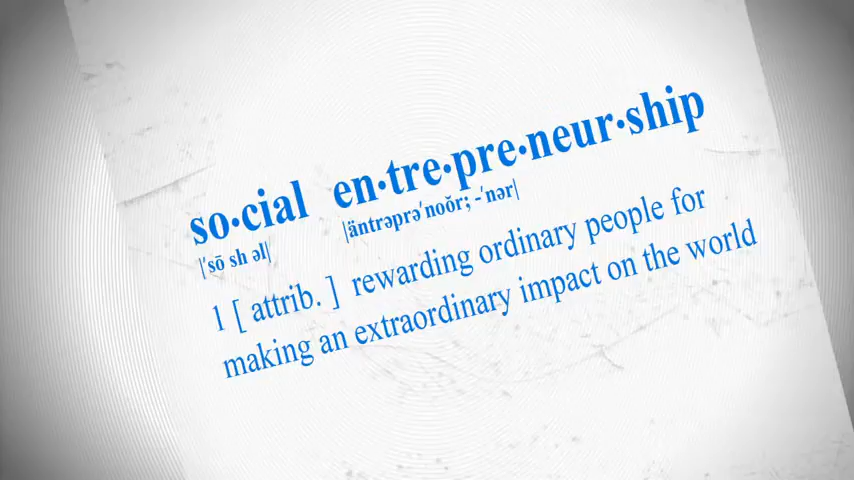 so•cial en•tre•pre•neur•ship
|ˈsō sh əl| |äntrəprəˈnoŏr; -ˈnər|
1 [ attrib. ] rewarding ordinary people for
making an extraordinary impact on the world